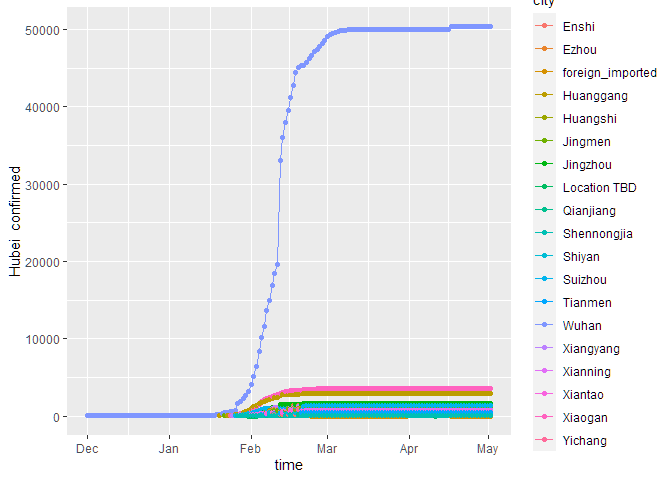 city
50000
40000
30000
20000
10000
0
Hubei confirmed
Dec
Jan
Feb
Mar
Apr
May
time
Enshi
Ezhou
foreign_imported
Huanggang
Huangshi
Jingmen
Jingzhou
Location TBD
Qianjiang
Shennongjia
Shiyan
Suizhou
Tianmen
Wuhan
Xiangyang
Xianning
Xiantao
Xiaogan
Yichang